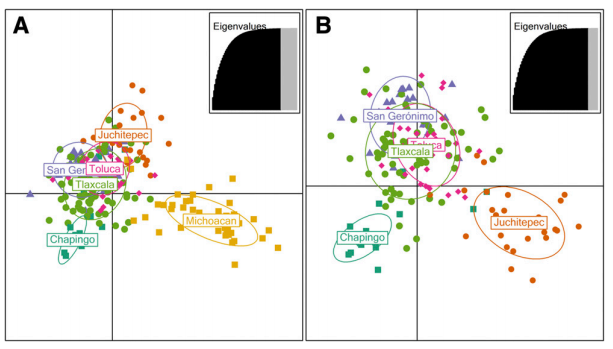 A
Eigenvalues
Juchitepec
San Ger
Toluca
Tlaxcala
Chapingo
Michoacan
B
Eigenvalues
San Gerónimo
Toluca
Tlaxcala
Chapingo
Juchitepec